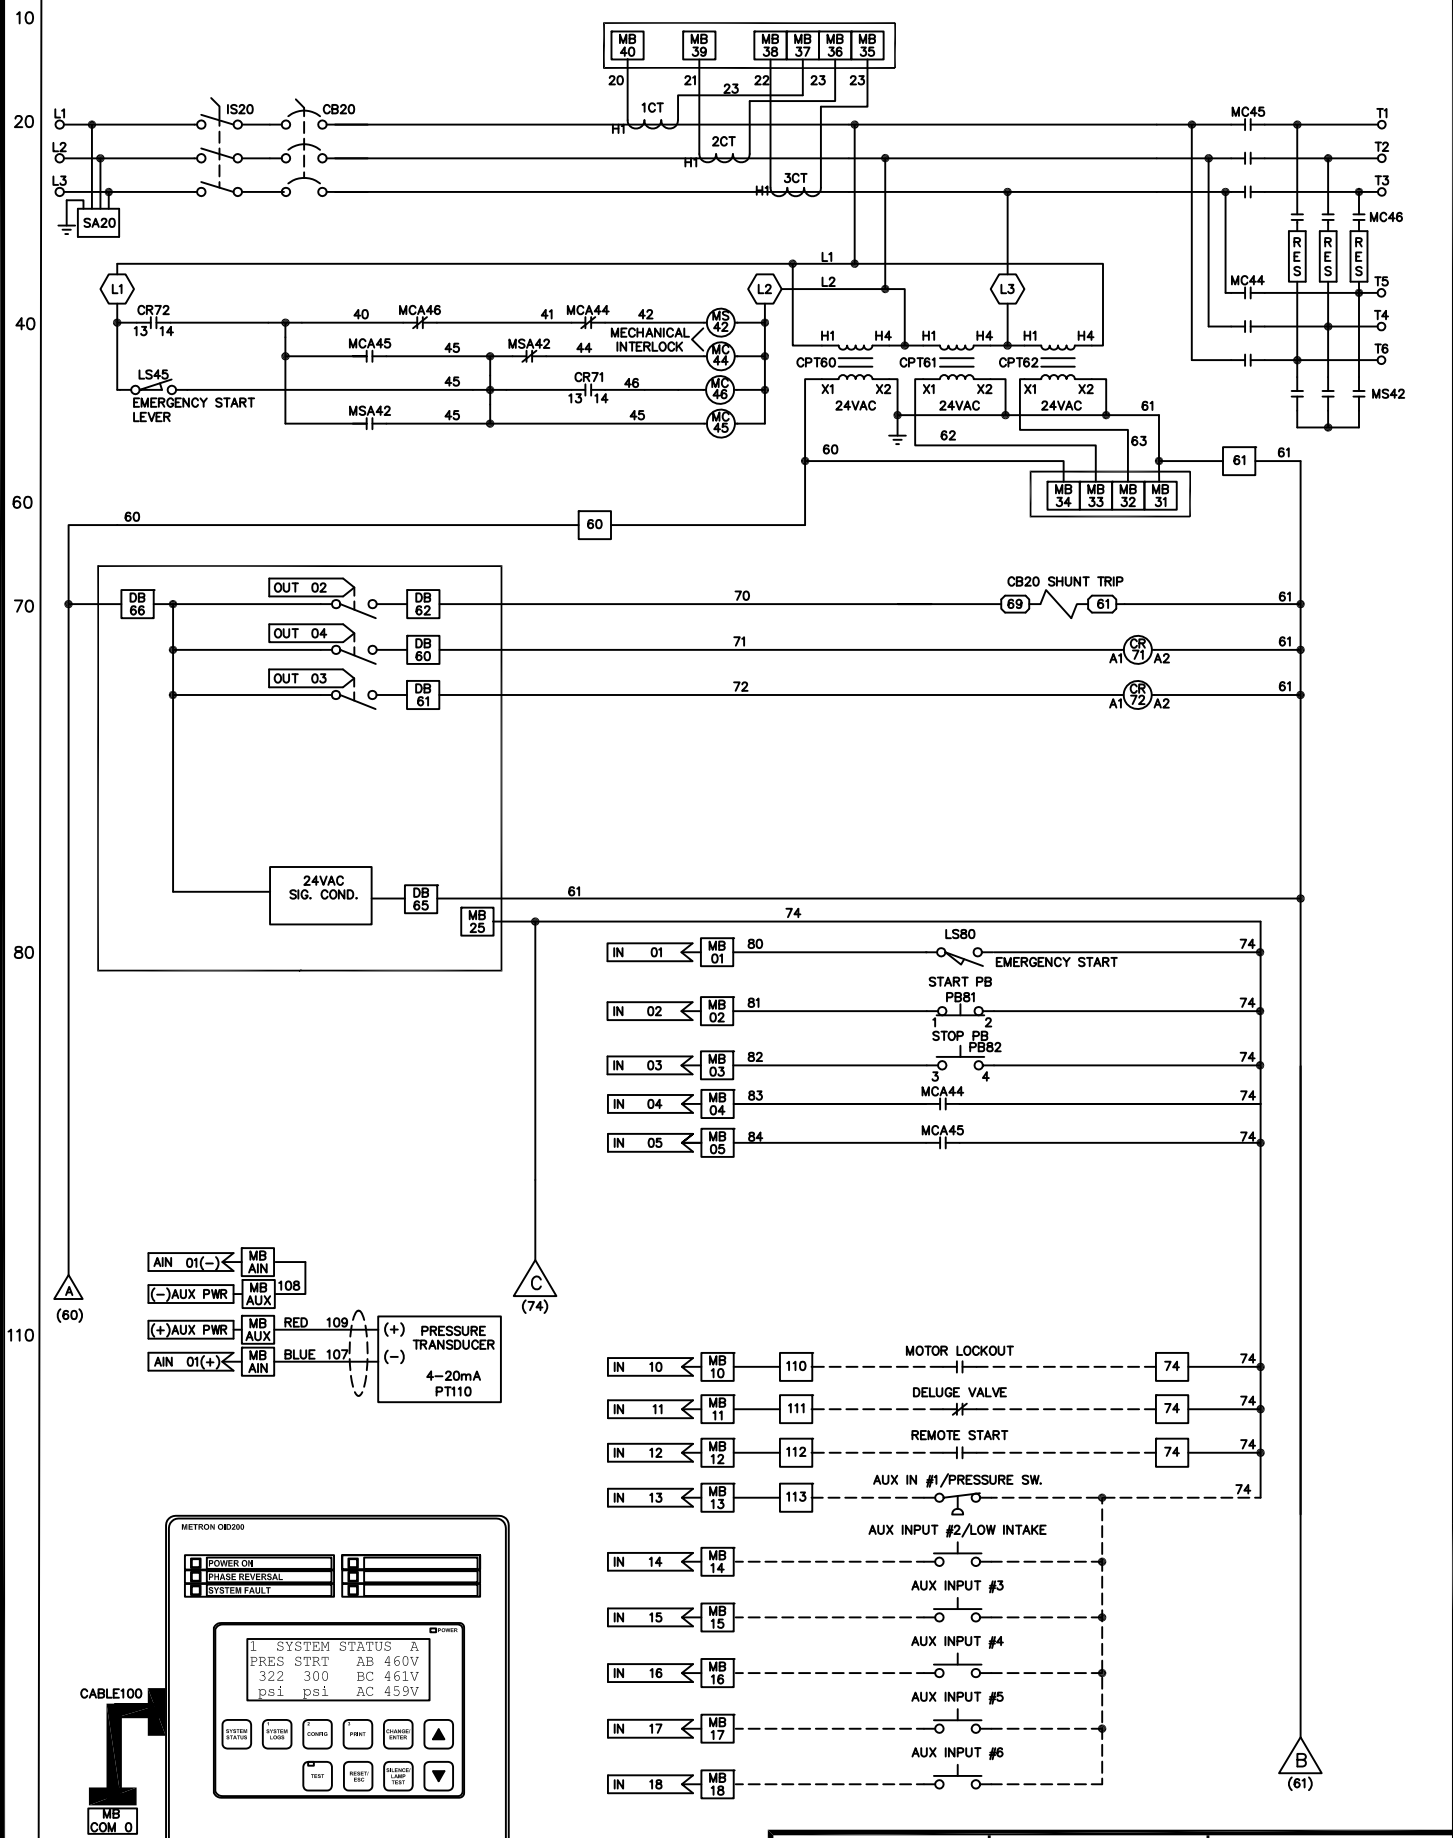 10
MB 40
MB 39
MB 38
MB 37
MB 36
MB 35
20
21
22
23
23
23
IS20
CB20
1CT
MC45
20
L1
H1
T1
L2
2CT
H1
T2
L3
3CT
H1
T3
SA20
MC46
RES
RES
RES
L1
L1
L2
L2
L3
MC44
T5
CR72
13 14
40
MCA46
41
MCA44
42
MS 42
40
T4
MECHANICAL
INTERLOCK
MCA45
45
MSA42
44
MC 44
H1 H4
H1 H4
H1 H4
CPT60
CPT61
CPT62
T6
LS45
45
CR71
13 14
46
MC 46
X1 X2
X1 X2
X1 X2
MS42
EMERGENCY START
LEVER
24VAC
24VAC
24VAC
MSA42
45
45
MC 45
61
60
62
63
61
61
60
MB 34
MB 33
MB 32
MB 31
60
60
CB20 SHUNT TRIP
70
DB 66
OUT 02
DB 62
70
69
61
61
OUT 04
DB 60
71
A1
CR 71
A2
61
OUT 03
DB 61
72
A1
CR 72
A2
61
24VAC
SIG. COND.
DB 65
61
MB 25
74
80
IN 01
MB 01
80
LS80
EMERGENCY START
74
START PB
PB81
IN 02
MB 02
81
1 2
74
STOP PB
PB82
IN 03
MB 03
82
3 4
74
IN 04
MB 04
83
MCA44
74
IN 05
MB 05
84
MCA45
74
A
(60)
C
(74)
AIN 01(-)
MB AIN
108
(-)AUX PWR
MB AUX
110
(+)AUX PWR
MB AUX
RED 109
(+)
PRESSURE
TRANSDUCER
AIN 01(+)
MB AIN
BLUE 107
(-)
4-20mA
PT110
IN 10
MB 10
110
MOTOR LOCKOUT
74
74
IN 11
MB 11
111
DELUGE VALVE
74
74
IN 12
MB 12
112
REMOTE START
74
74
IN 13
MB 13
113
AUX IN #1/PRESSURE SW.
74
AUX INPUT #2/LOW INTAKE
IN 14
MB 14
AUX INPUT #3
IN 15
MB 15
AUX INPUT #4
IN 16
MB 16
AUX INPUT #5
IN 17
MB 17
AUX INPUT #6
IN 18
MB 18
B
(61)
METRON OID200
POWER ON
PHASE REVERSAL
SYSTEM FAULT
POWER
1 SYSTEM STATUS A
PRES STRT AB 460V
322 300 BC 461V
psi psi AC 459V
SYSTEM STATUS
1 SYSTEM LOGS
2 CONFIG
3 PRINT
CHANGE/ ENTER
TEST
RESET/ ESC
SILENCE/ LAMP TEST
CABLE100
MB
COM 0